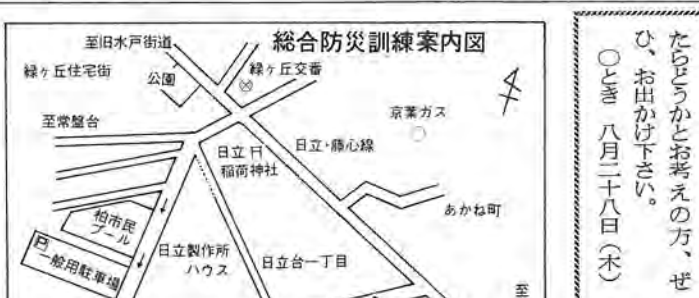 たらどうかとお考えの方、ぜ
ひ、お出かけ下さい。
○とき 八月二十八日(木)
総合防災訓練案内図
至旧水戸街道
緑ヶ丘住宅街
公園
緑ヶ丘交番
京葉ガス
至常盤台
日立・藤心線
日立
稲荷神社
あかね町
柏市民
プール
P
一般用駐車場
日立製作所
ハウス
日立台一丁目
至